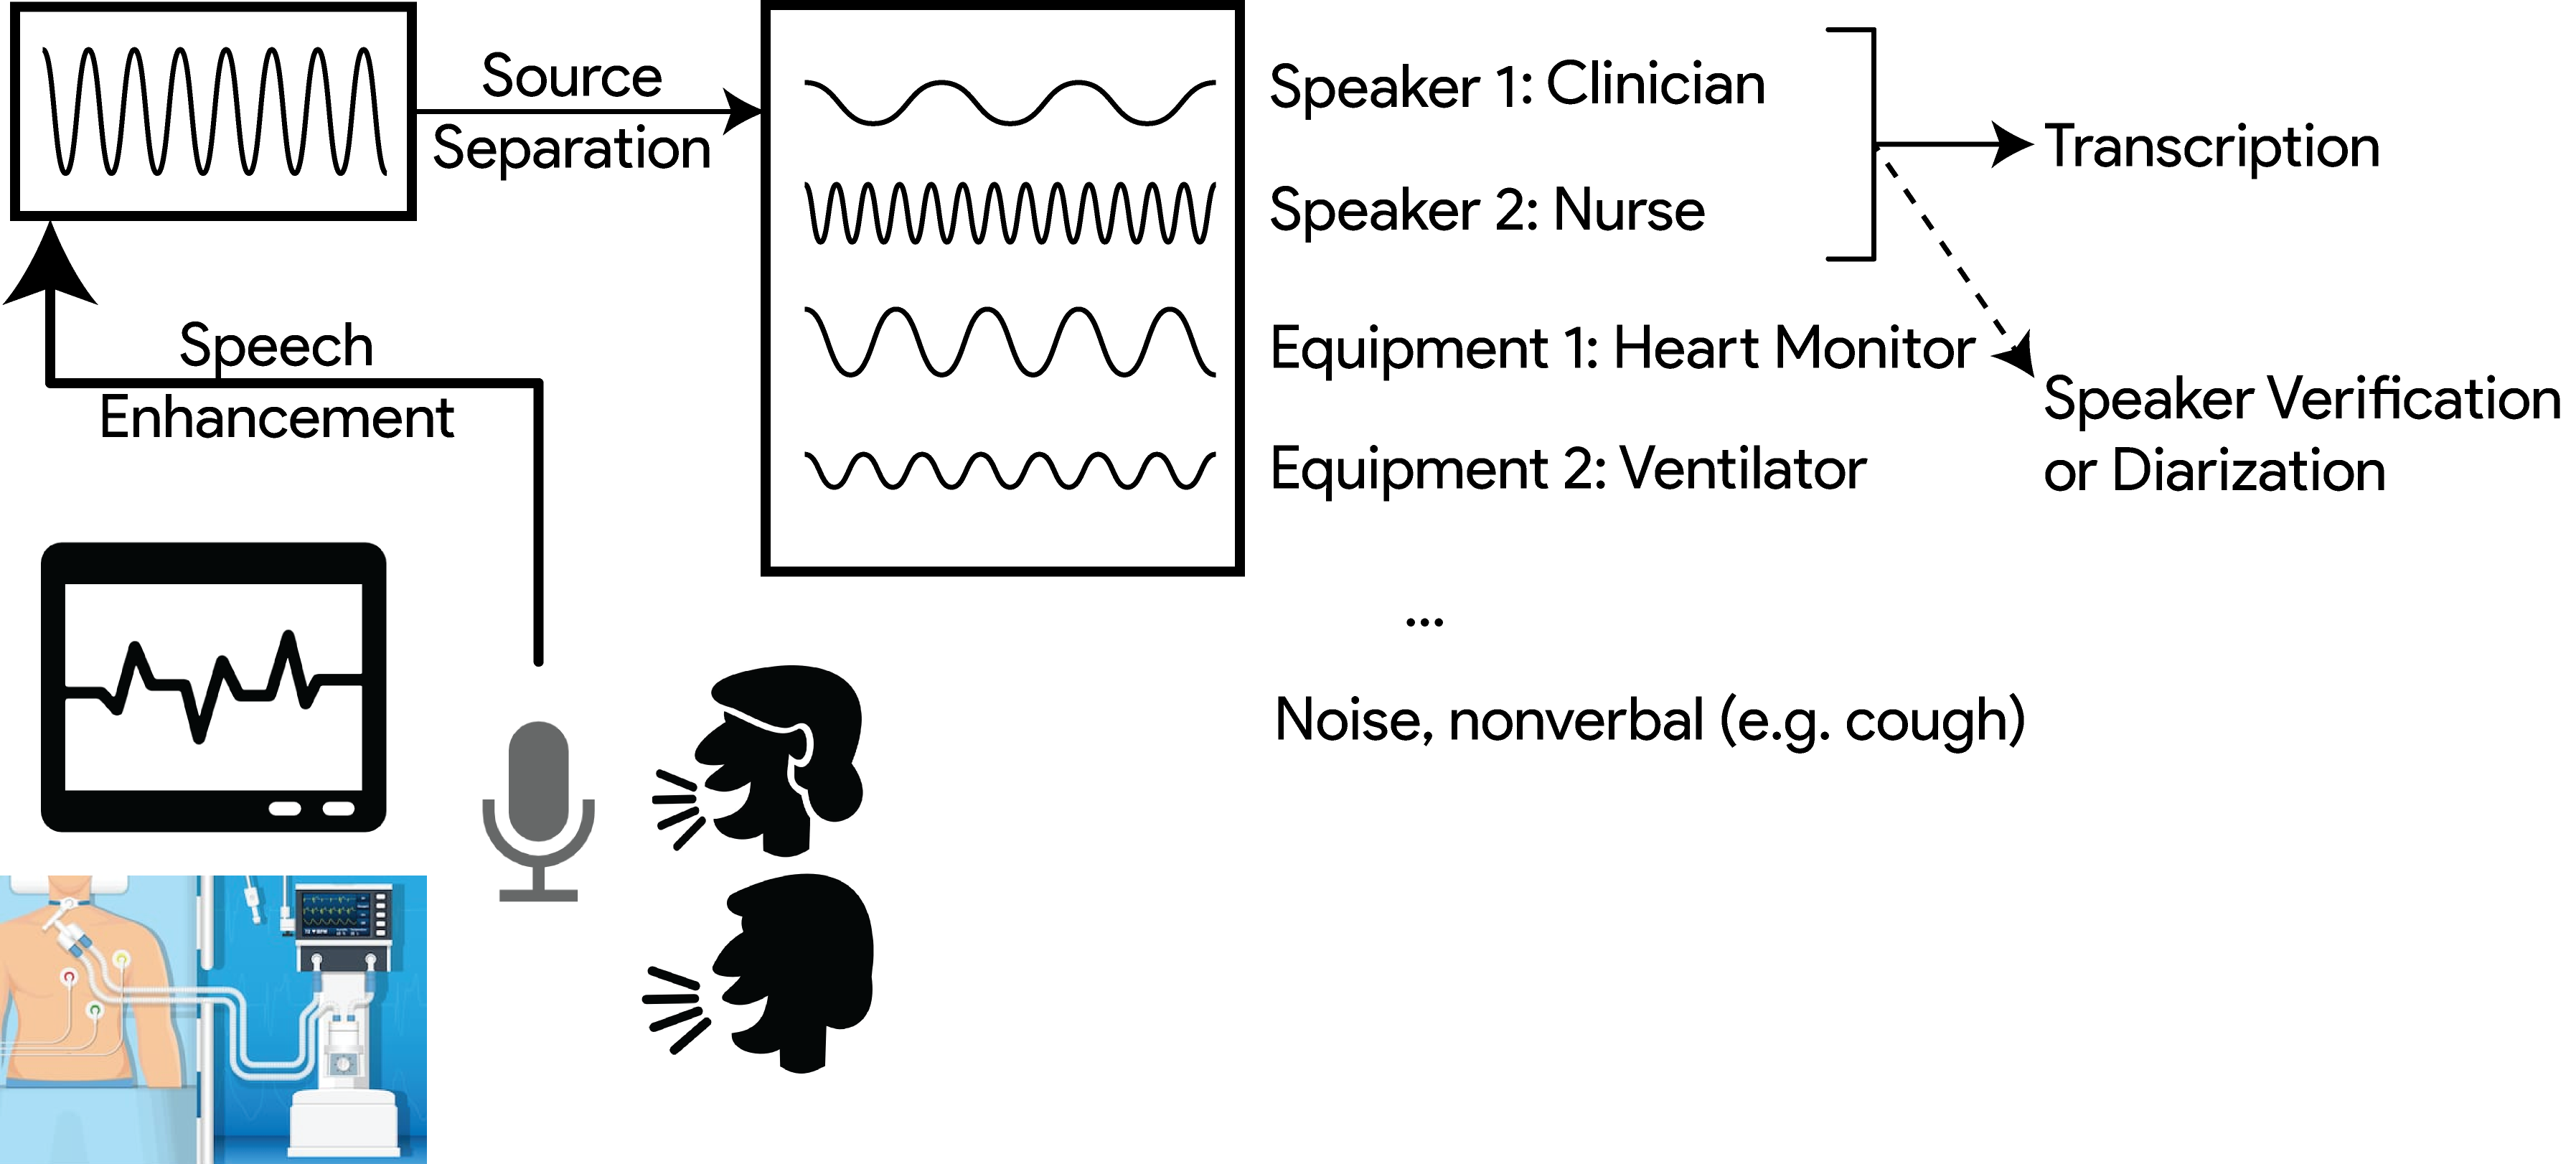 Source
Separation
Speech
Enhancement
Speaker 1: Clinician
Speaker 2: Nurse
Equipment 1: Heart Monitor
Equipment 2: Ventilator
...
Noise, nonverbal (e.g. cough)
Transcription
Speaker Verification
or Diarization